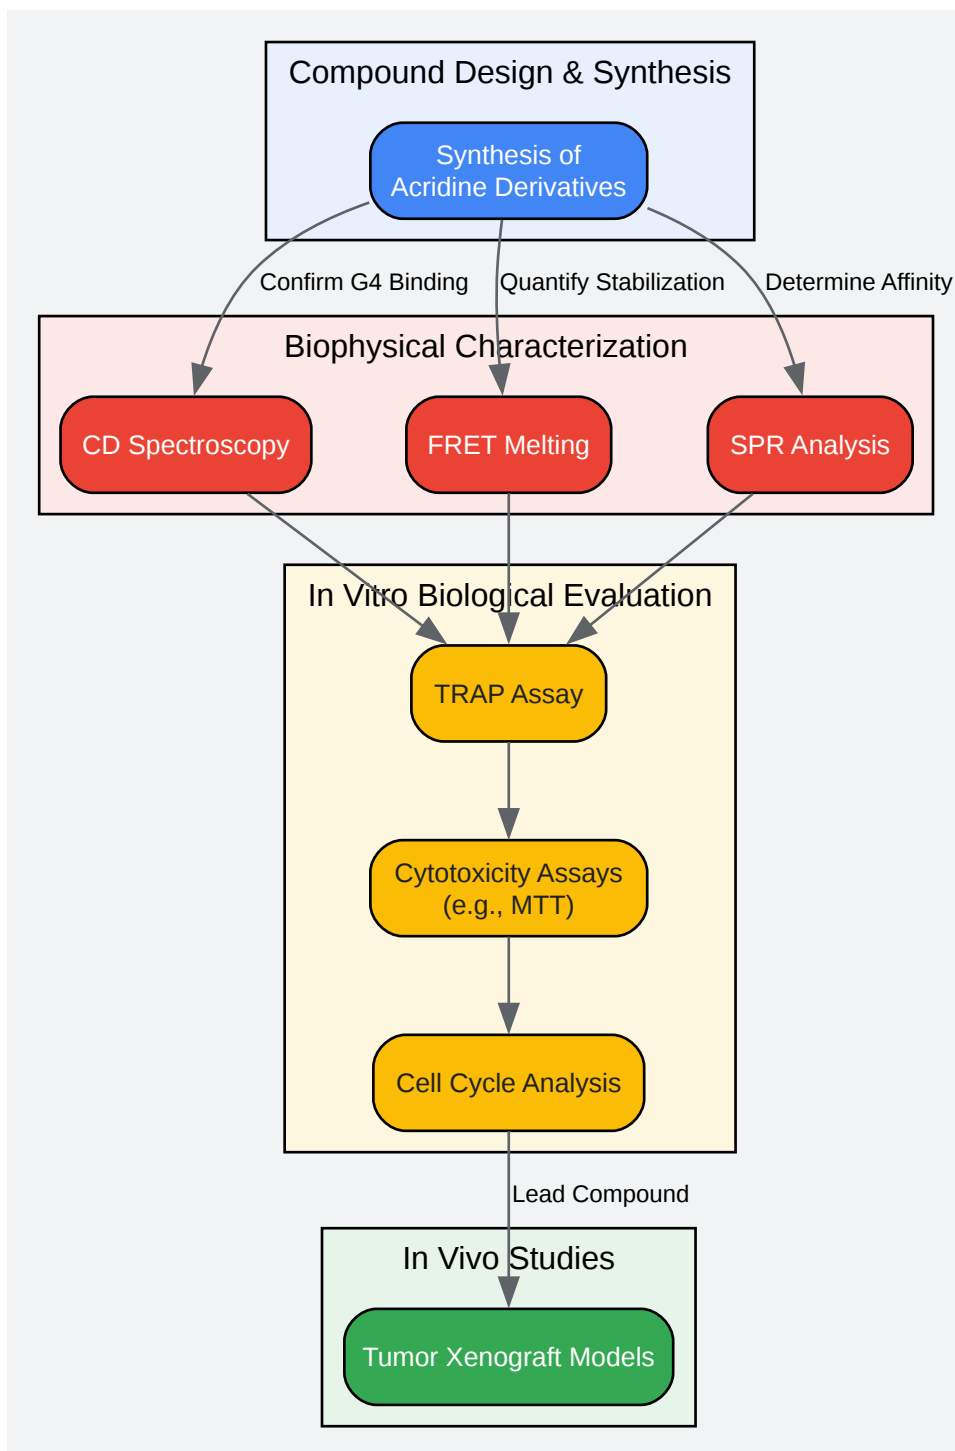 Compound Design & Synthesis
Synthesis of
Acridine Derivatives
Confirm G4 Binding
Quantify Stabilization
Determine Affinity
Biophysical Characterization
CD Spectroscopy
FRET Melting
SPR Analysis
In Vitro Biological Evaluation
TRAP Assay
Cytotoxicity Assays
(e.g., MTT)
Cell Cycle Analysis
Lead Compound
In Vivo Studies
Tumor Xenograft Models